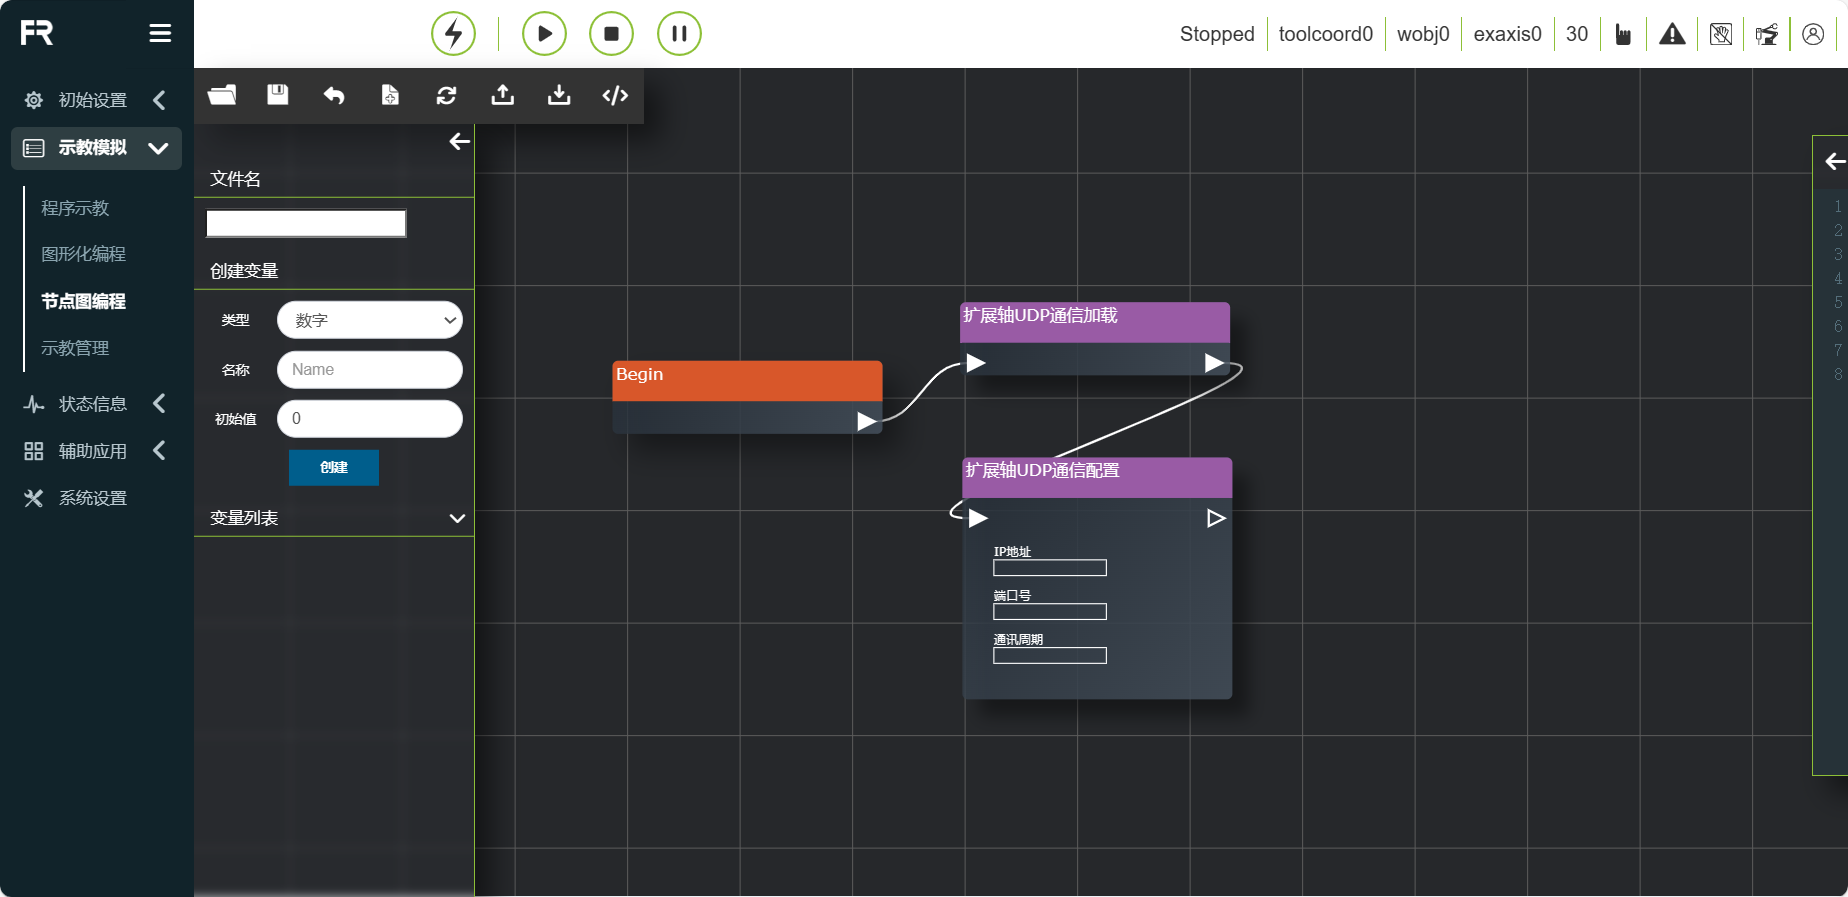 FR
Stopped
toolcoord0
wobj0
exaxis0
30
初始设置
示教模拟
程序示教
图形化编程
节点图编程
示教管理
状态信息
辅助应用
系统设置
文件名
创建变量
类型
数字
名称
Name
初始值
0
创建
变量列表
Begin
扩展轴UDP通信加载
扩展轴UDP通信配置
IP地址
端口号
通讯周期
1
2
3
4
5
6
7
8